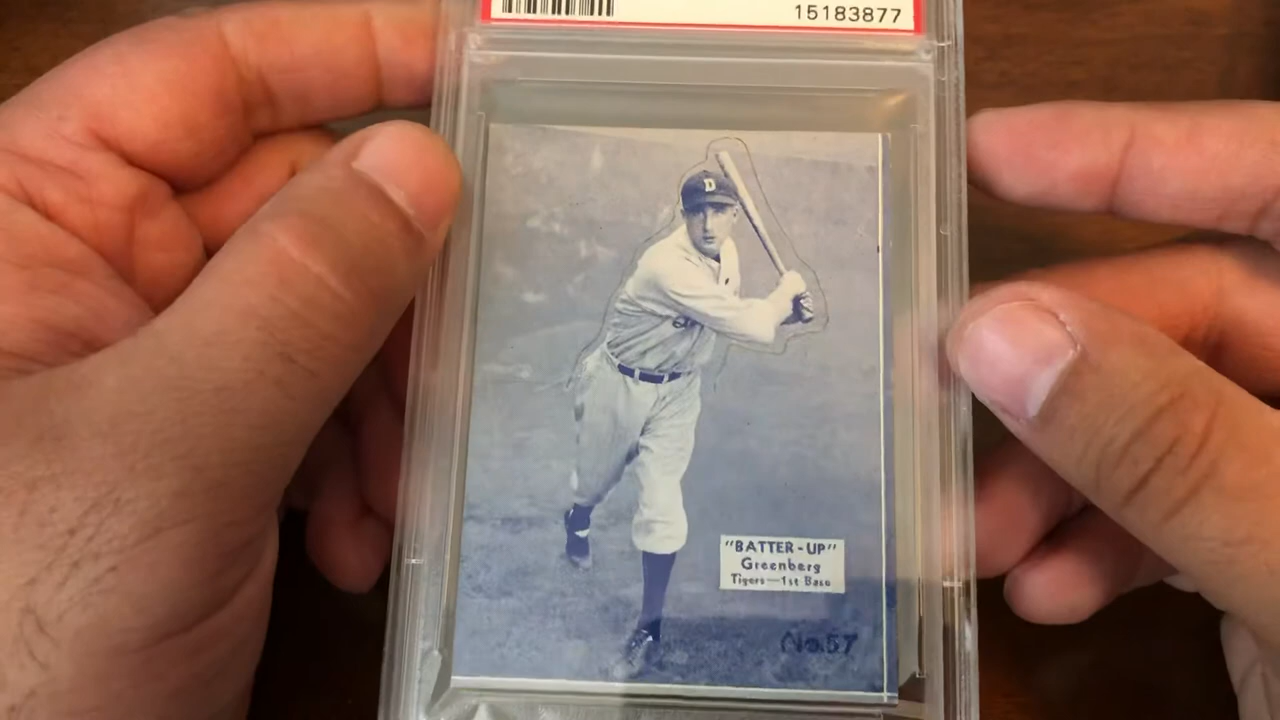 15183877
D
"BATTER-UP"
Greenberg
Tigers—1st Base
No.57